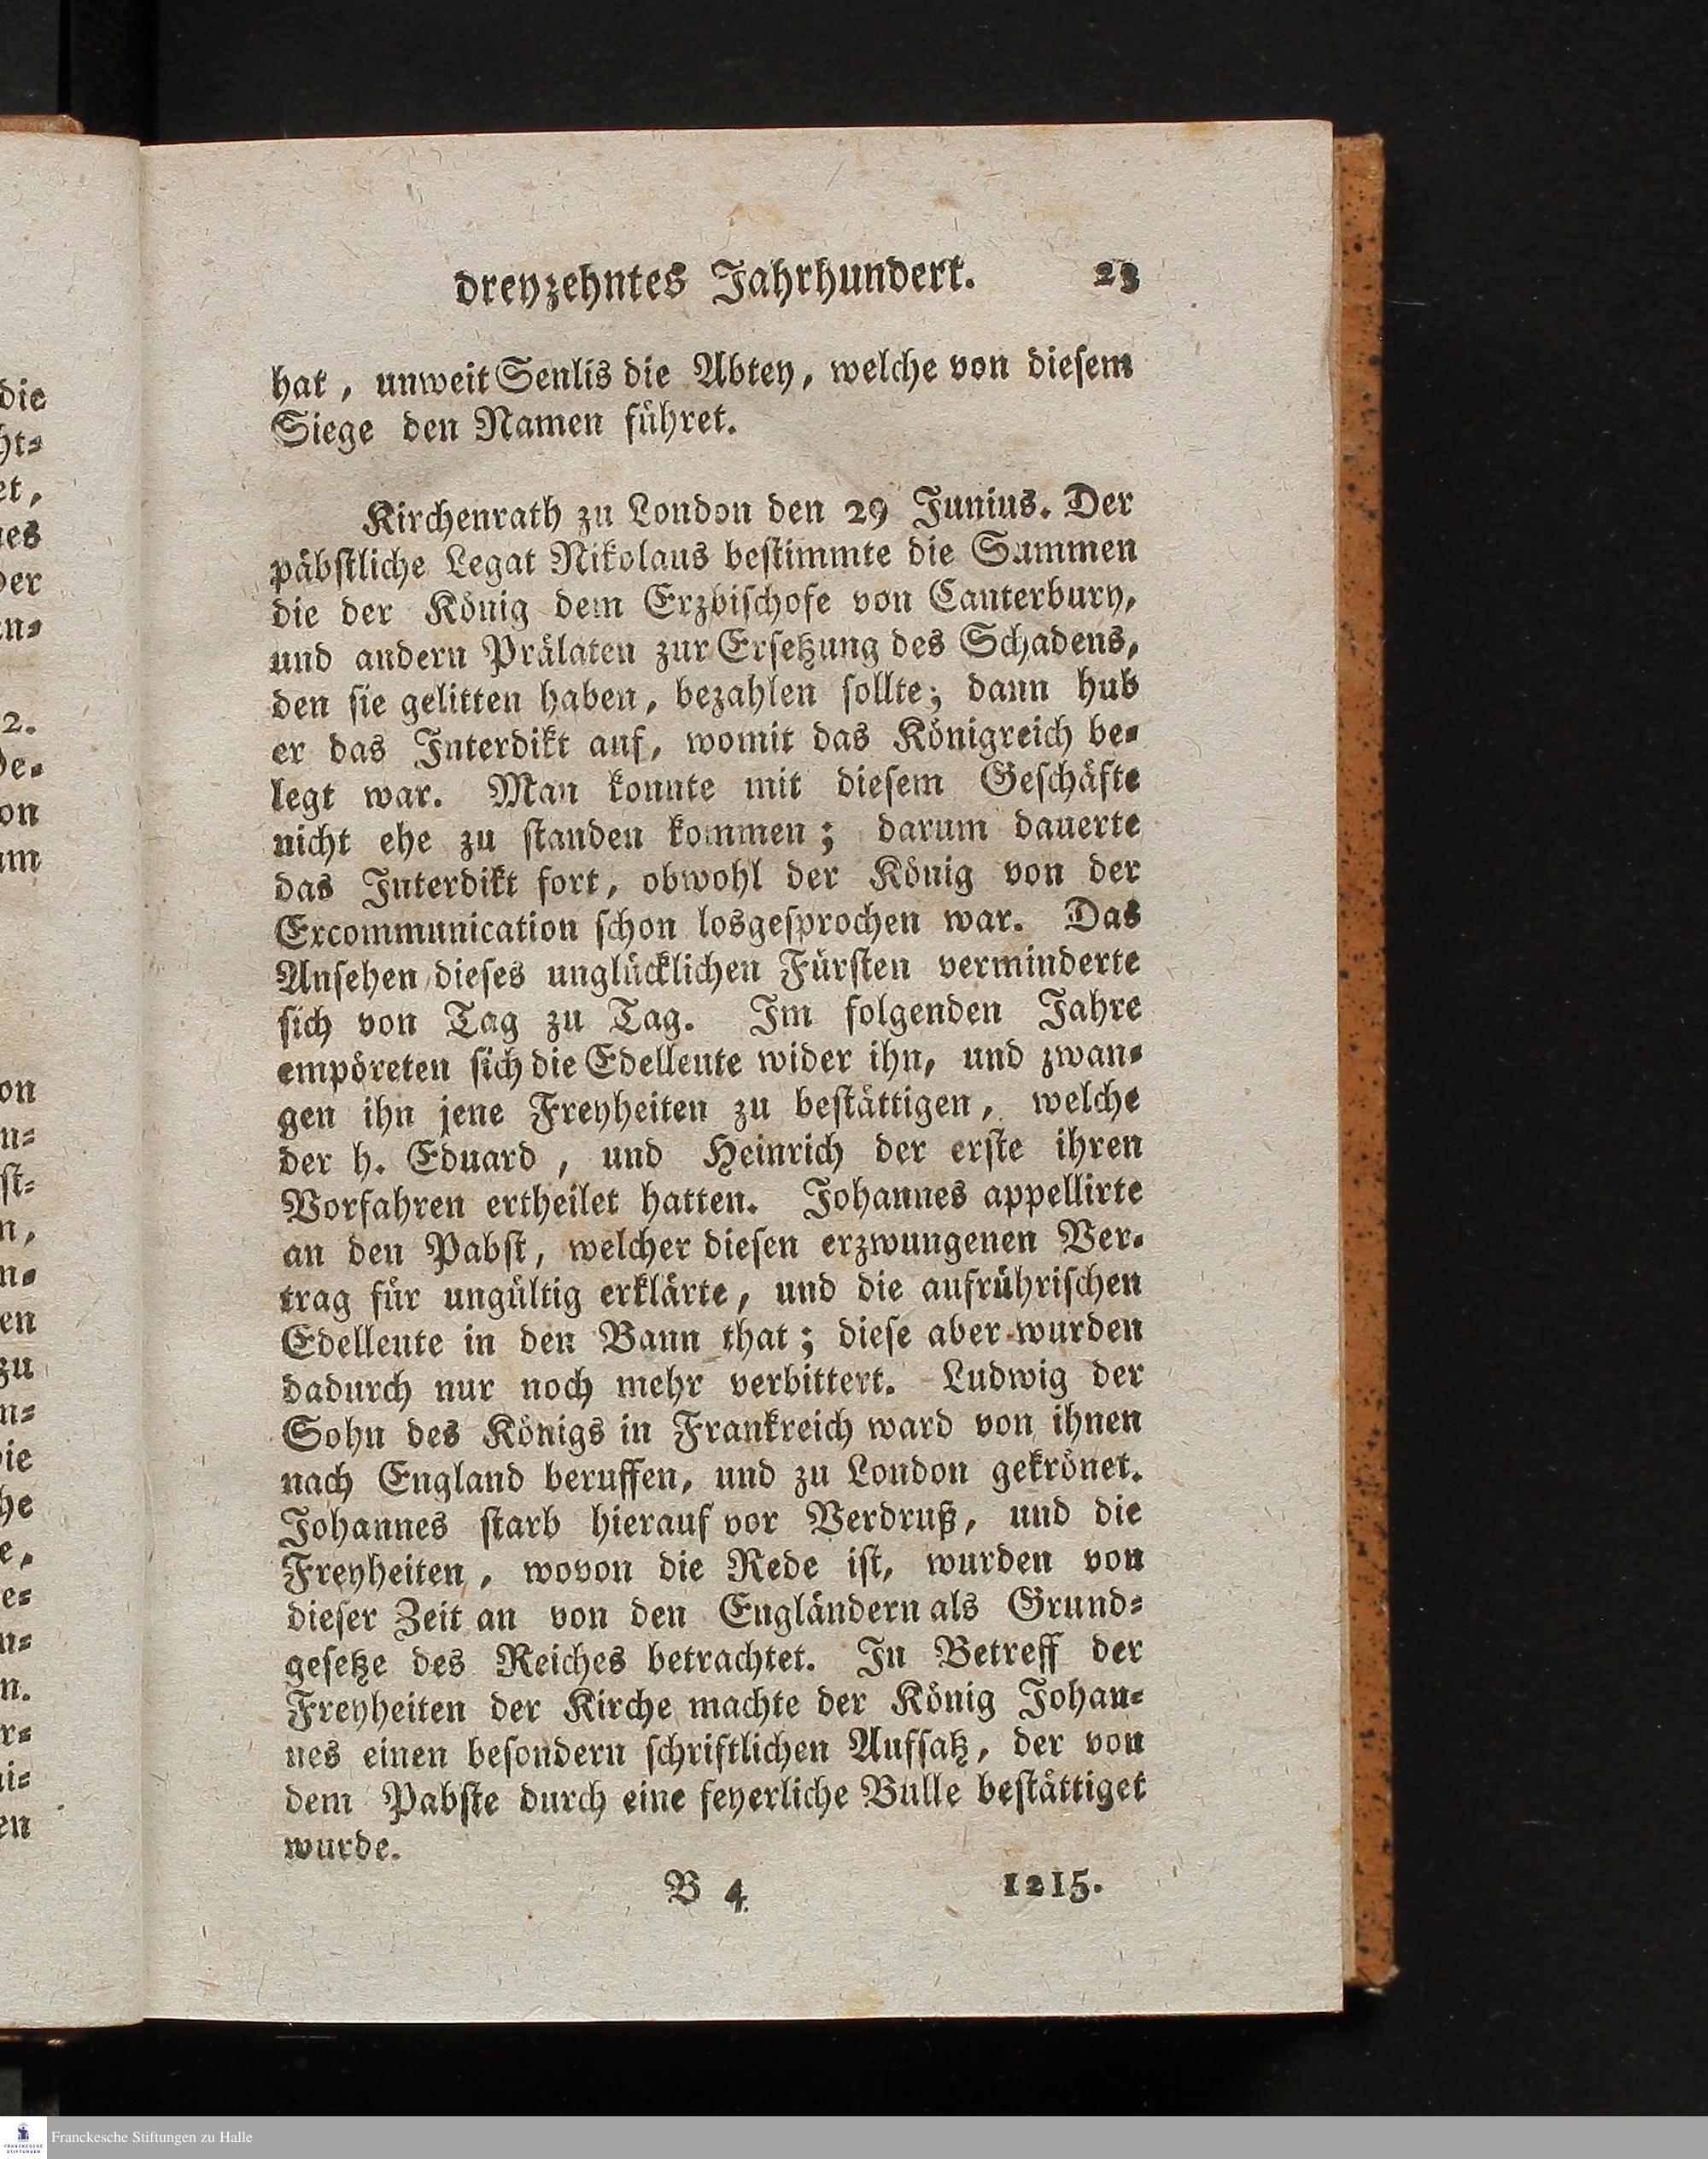 dreyzehntes Jahrhundert. 23
hat, unweit Senlis die Abtey, welche von diesem
Siege den Namen führet.
Kirchenrath zu London den 29 Junius. Der
päbstliche Legat Nikolaus bestimmte die Summen
die der König dem Erzbischofe von Canterbury,
und andern Prälaten zur Ersetzung des Schadens,
den sie gelitten haben, bezahlen sollte; dann hub
er das Interdikt auf, womit das Königreich be-
legt war. Man konnte mit diesem Geschäfte
nicht ehe zu standen kommen; darum dauerte
das Interdikt fort, obwohl der König von der
Excommunication schon losgesprochen war. Das
Ansehen dieses unglücklichen Fürsten verminderte
sich von Tag zu Tag. Im folgenden Jahre
empöreten sich die Edelleute wider ihn, und zwan-
gen ihn jene Freyheiten zu bestättigen, welche
der h. Eduard, und Heinrich der erste ihren
Vorfahren ertheilet hatten. Johannes appellirte
an den Pabst, welcher diesen erzwungenen Ver-
trag für ungültig erklärte, und die aufrührischen
Edelleute in den Bann that; diese aber wurden
dadurch nur noch mehr verbittert. Ludwig der
Sohn des Königs in Frankreich ward von ihnen
nach England beruffen, und zu London gekrönet.
Johannes starb hierauf vor Verdruß, und die
Freyheiten, wovon die Rede ist, wurden von
dieser Zeit an von den Engländern als Grund-
gesetze des Reiches betrachtet. In Betreff der
Freyheiten der Kirche machte der König Johan-
nes einen besondern schriftlichen Aufsatz, der von
dem Pabste durch eine feyerliche Bulle bestättiget
wurde.
B 4 1215.
Franckesche Stiftungen zu Halle